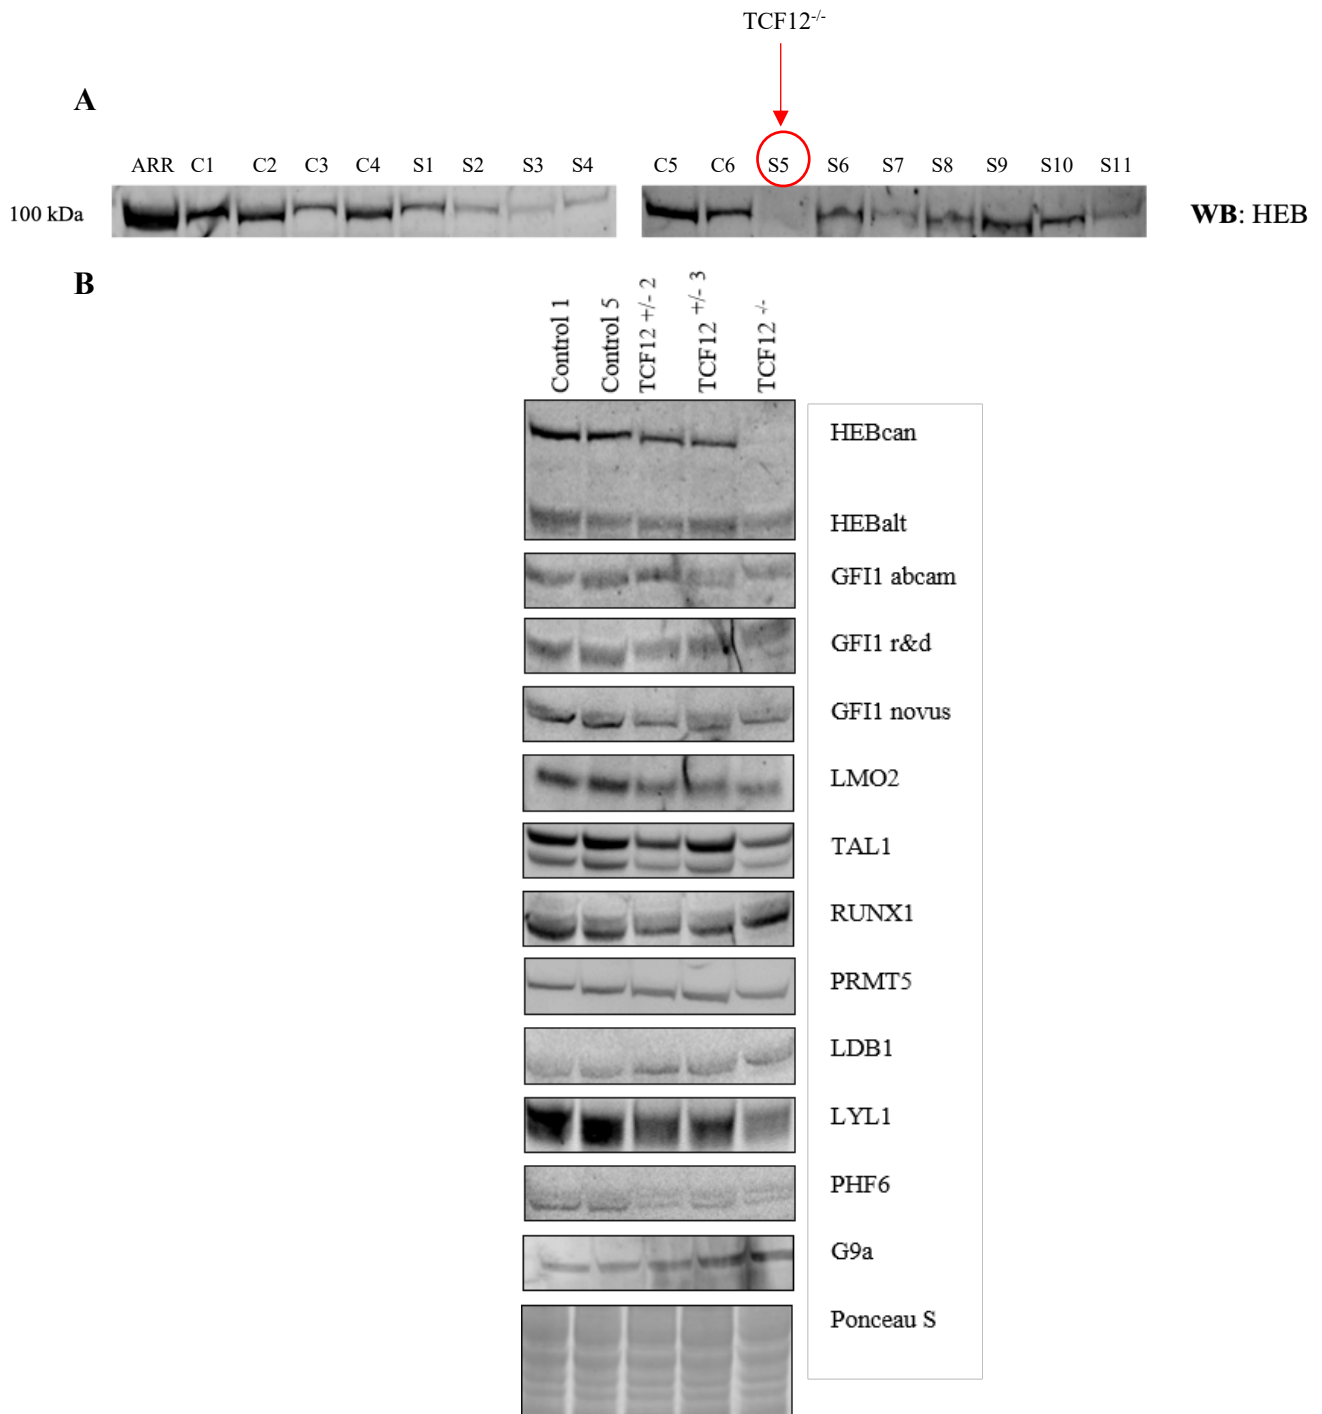 TCF12-/-
A
ARR C1 C2 C3 C4 S1 S2 S3 S4 C5 C6 S5 S6 S7 S8 S9 S10 S11
100 kDa
WB: HEB
B
Control 1
Control 5
TCF12 +/- 2
TCF12 +/- 3
TCF12 -/-
HEBcan
HEBalt
GFI1 abcam
GFI1 r&d
GFI1 novus
LMO2
TAL1
RUNX1
PRMT5
LDB1
LYL1
PHF6
G9a
Ponceau S